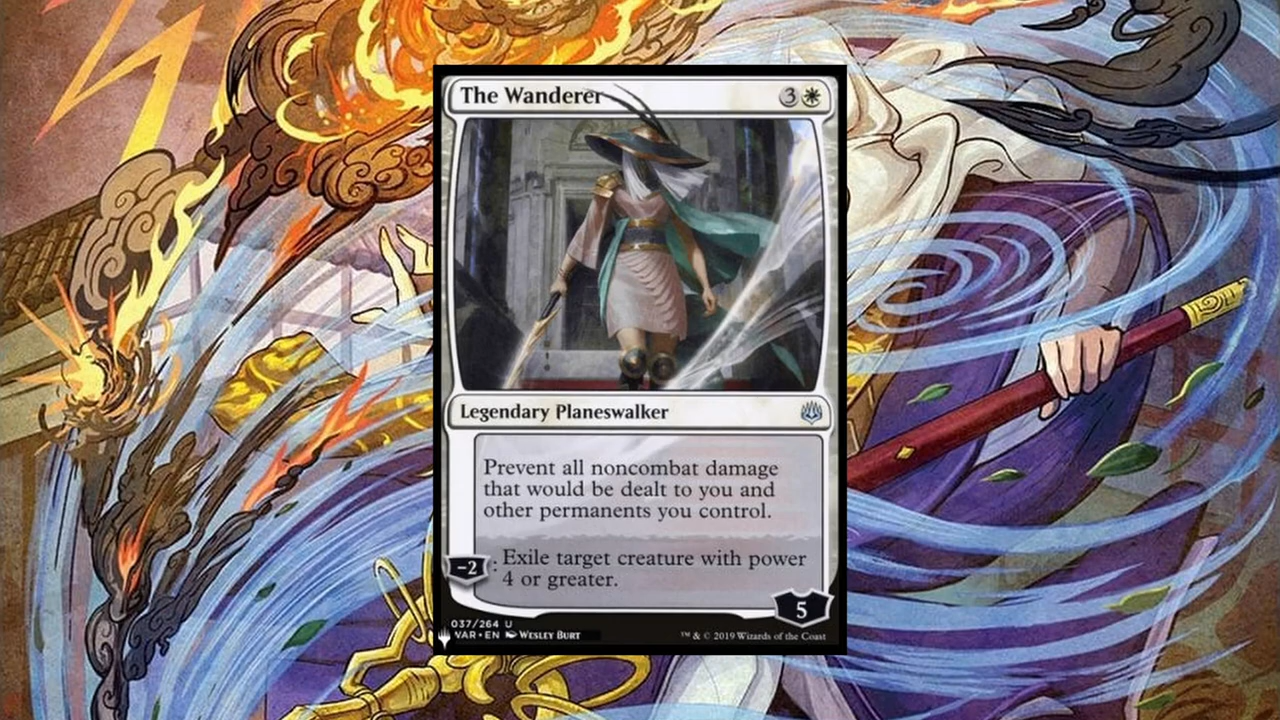 The Wanderer 3
Legendary Planeswalker
Prevent all noncombat damage
that would be dealt to you and
other permanents you control.
-2: Exile target creature with power
4 or greater.
5
037/264 U
VAR • EN Wesley Burt
™ & © 2019 Wizards of the Coast